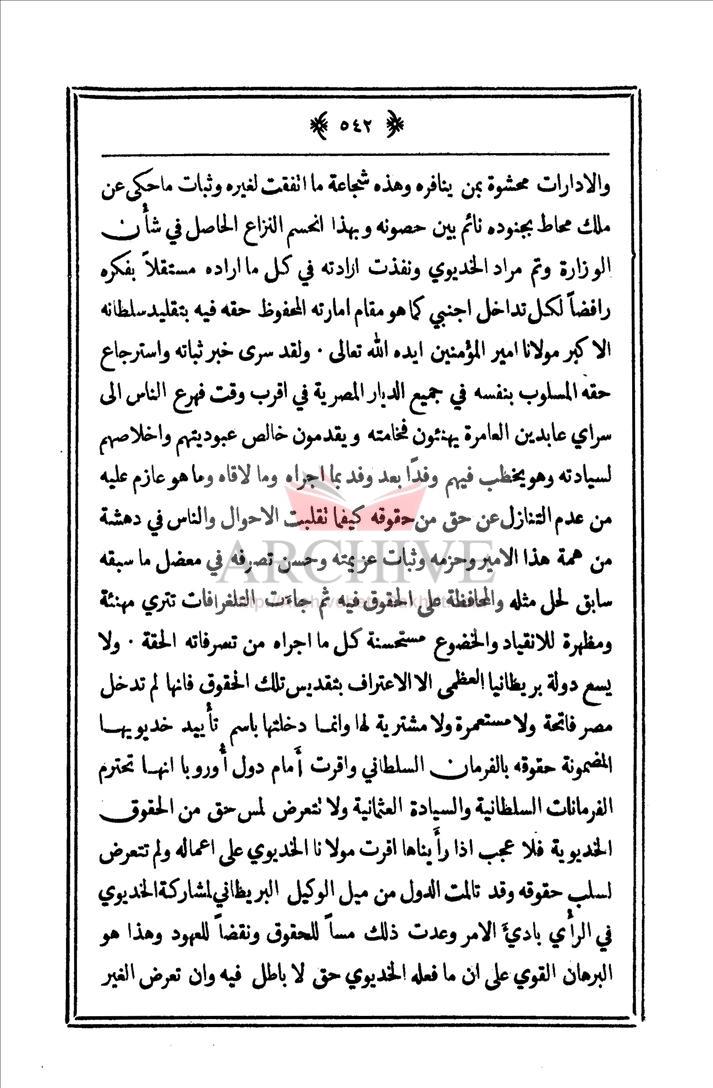 ﴿ ٥٤٢ ﴾
والادارات محشوة بمن ينافره وهذه شجاعة ما اتفقت لغيره وثبات ماحكى عن
ملك محاط بجنوده نائم بين حصونه وبهذا انحسم النزاع الحاصل في شأن
الوزارة وتم مراد الخديوي ونفذت ارادته في كل ما اراده مستقلاً بفكره
رافضاً لكل تداخل اجنبي كما هو مقام امارته المحفوظ حقه فيه بتقليد سلطانه
الاكبر مولانا امير المؤمنين ايده الله تعالى ٠ ولقد سرى خبر ثباته واسترجاع
حقه المسلوب بنفسه في جميع الديار المصرية في اقرب وقت فهرع الناس الى
سراي عابدين العامرة يهنئون فخامته ويقدمون خالص عبوديتهم واخلاصهم
لسيادته وهو يخطب فيهم وفدًا بعد وفد بما اجراه وما لاقاه وما هو عازم عليه
من عدم التنازل عن حق من حقوقه كيفما تقلبت الاحوال والناس في دهشة
من همة هذا الامير وحزمه وثبات عزيمته وحسن تصرفه في معضل ما سبقه
سابق لحل مثله والمحافظة على الحقوق فيه ثم جاءت التلغرافات تترى مهنئة
ومظهرة للانقياد والخضوع مستحسنة كل ما اجراه من تصرفاته الحقة ٠ ولا
يسع دولة بريطانيا العظمى الا الاعتراف بتقديس تلك الحقوق فانها لم تدخل
مصر فاتحة ولا مستعمرة ولا مشترية لها وانما دخلتها باسم تأييد خديويها
المضمونة حقوقه بالفرمان السلطاني واقرت أمام دول أوروبا انها تحترم
الفرمانات السلطانية والسيادة العثمانية ولا تتعرض لمس حق من الحقوق
الخديوية فلا عجب اذا رأيناها اقرت مولانا الخديوي على اعماله ولم تتعرض
لسلب حقوقه وقد تالمت الدول من ميل الوكيل البريطاني لمشاركة الخديوي
في الرأي بادئَ الامر وعدت ذلك مساً للحقوق ونقضاً للعهود وهذا هو
البرهان القوي على ان ما فعله الخديوي حق لا باطل فيه وان تعرض الغير
ARCHIVE